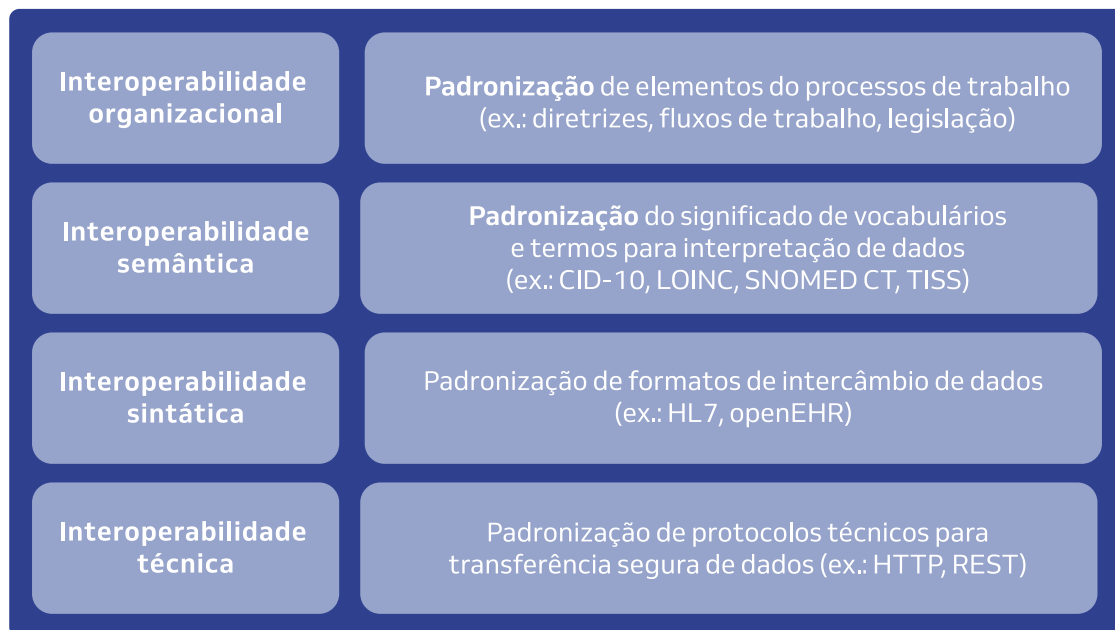 Interoperabilidade
organizacional
Padronização de elementos do processos de trabalho
(ex.: diretrizes, fluxos de trabalho, legislação)
Interoperabilidade
semântica
Padronização do significado de vocabulários
e termos para interpretação de dados
(ex.: CID-10, LOINC, SNOMED CT, TISS)
Interoperabilidade
sintática
Padronização de formatos de intercâmbio de dados
(ex.: HL7, openEHR)
Interoperabilidade
técnica
Padronização de protocolos técnicos para
transferência segura de dados (ex.: HTTP, REST)